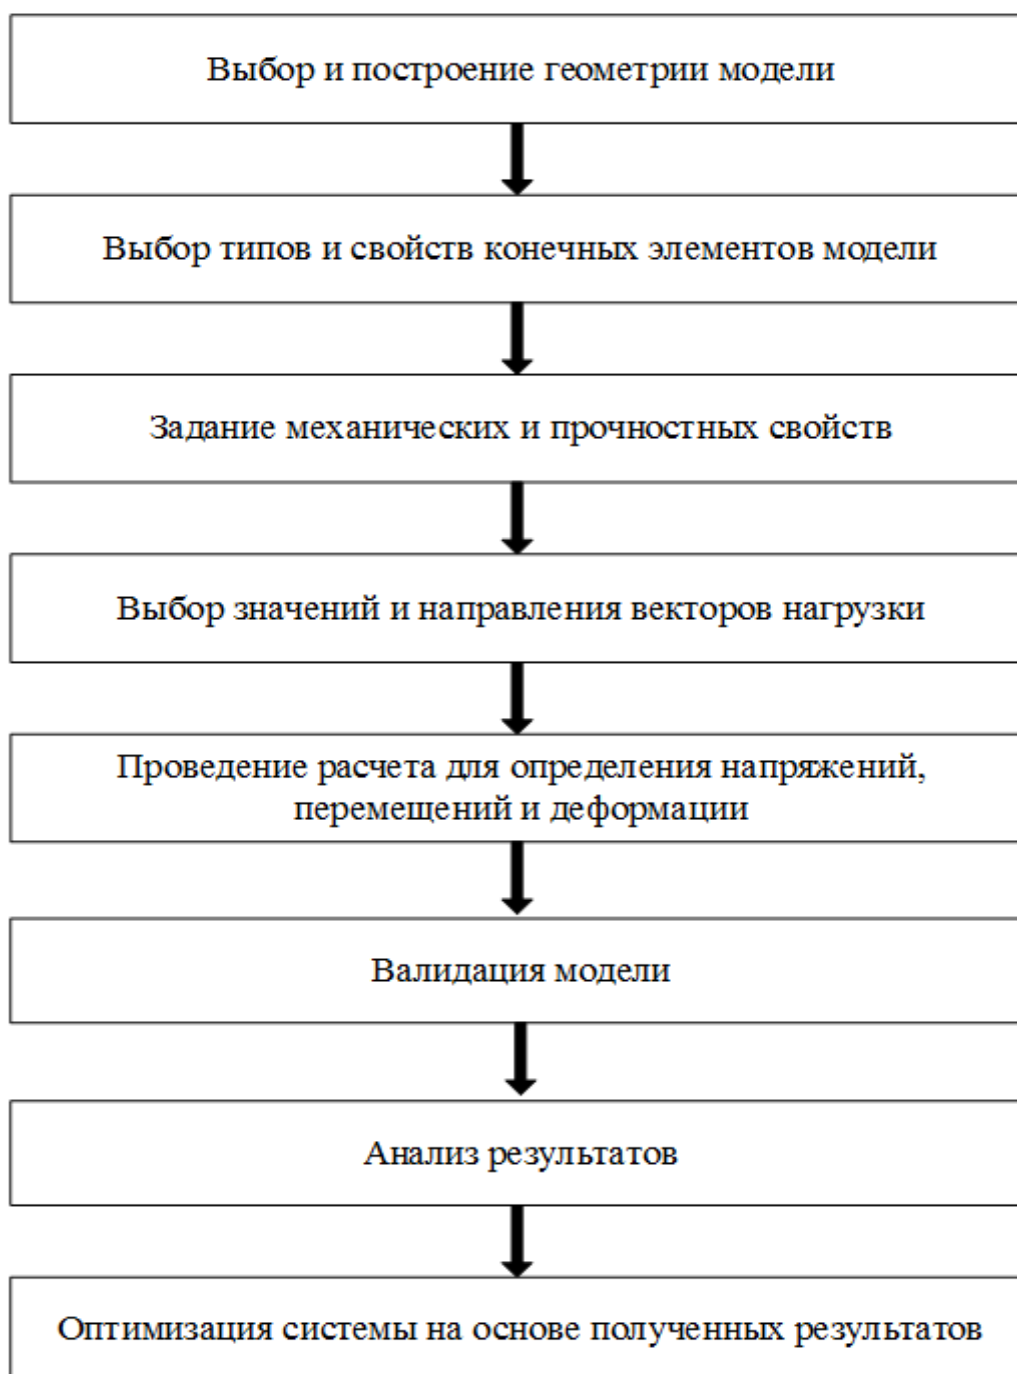 Выбор и построение геометрии модели
Выбор типов и свойств конечных элементов модели
Задание механических и прочностных свойств
Выбор значений и направления векторов нагрузки
Проведение расчета для определения напряжений,
перемещений и деформации
Валидация модели
Анализ результатов
Оптимизация системы на основе полученных результатов